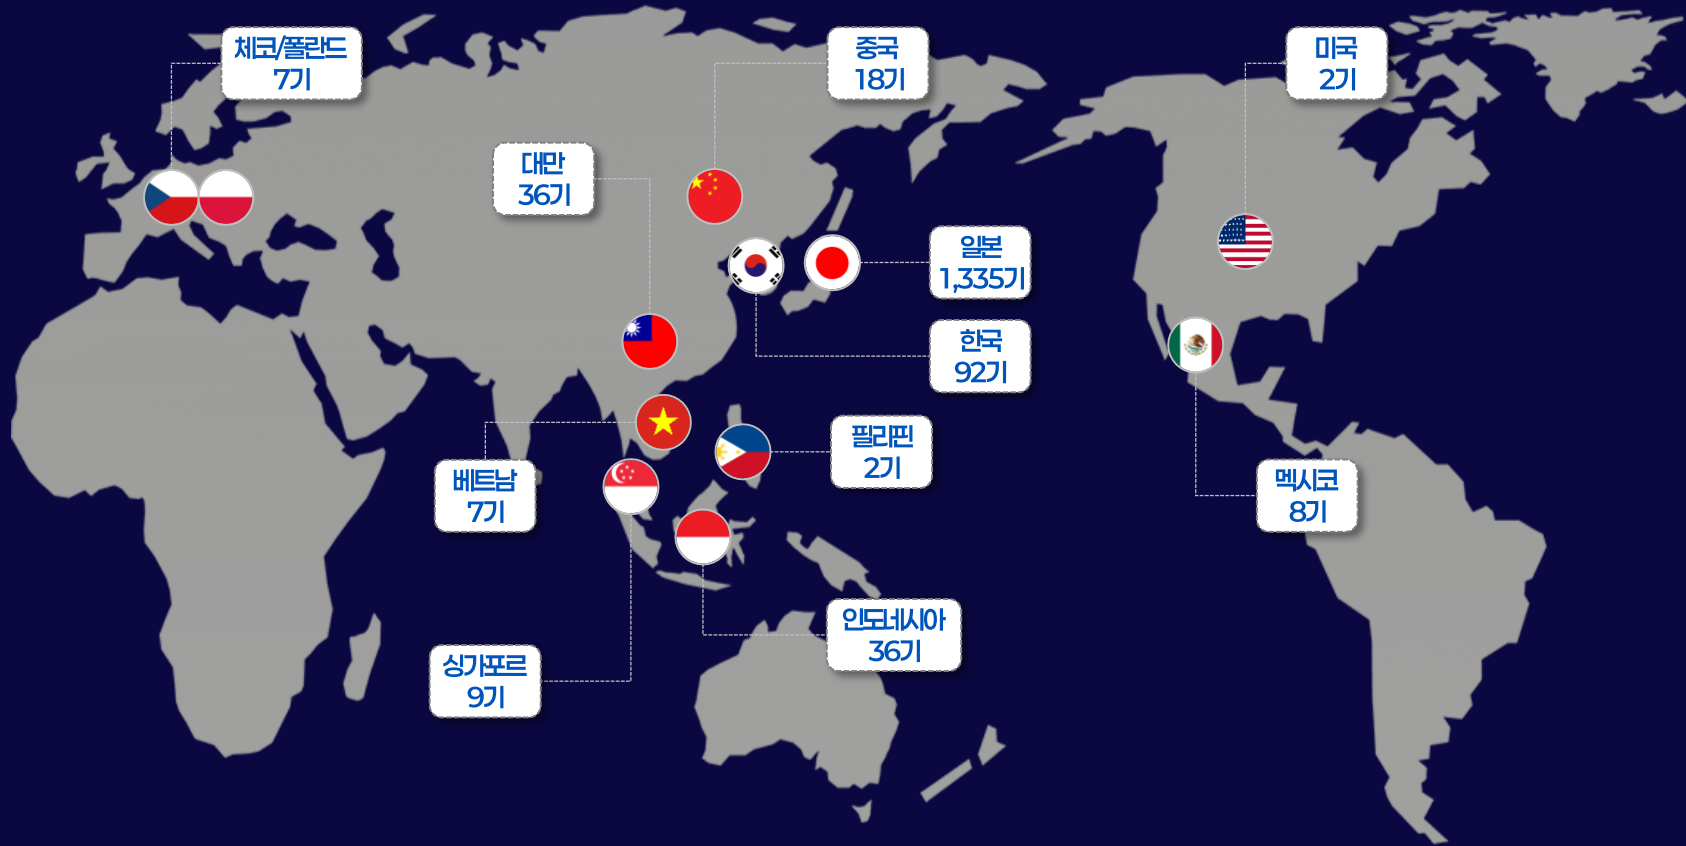 체코/폴란드
7기
중국
18기
미국
2기
대만
36기
일본
1,335기
한국
92기
필리핀
2기
베트남
7기
멕시코
8기
인도네시아
36기
싱가포르
9기